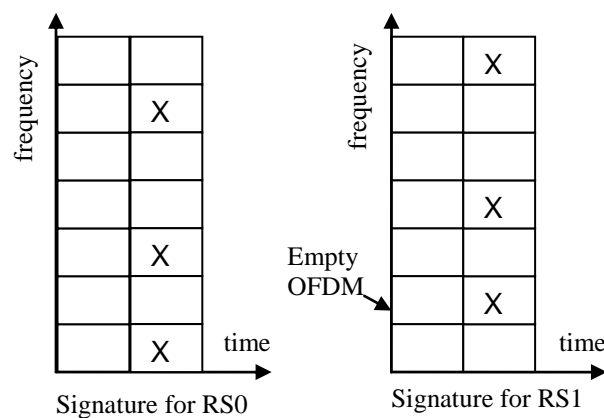 frequency
X
X
X
time
Signature for RS0
frequency
X
X
X
Empty
OFDM
time
Signature for RS1